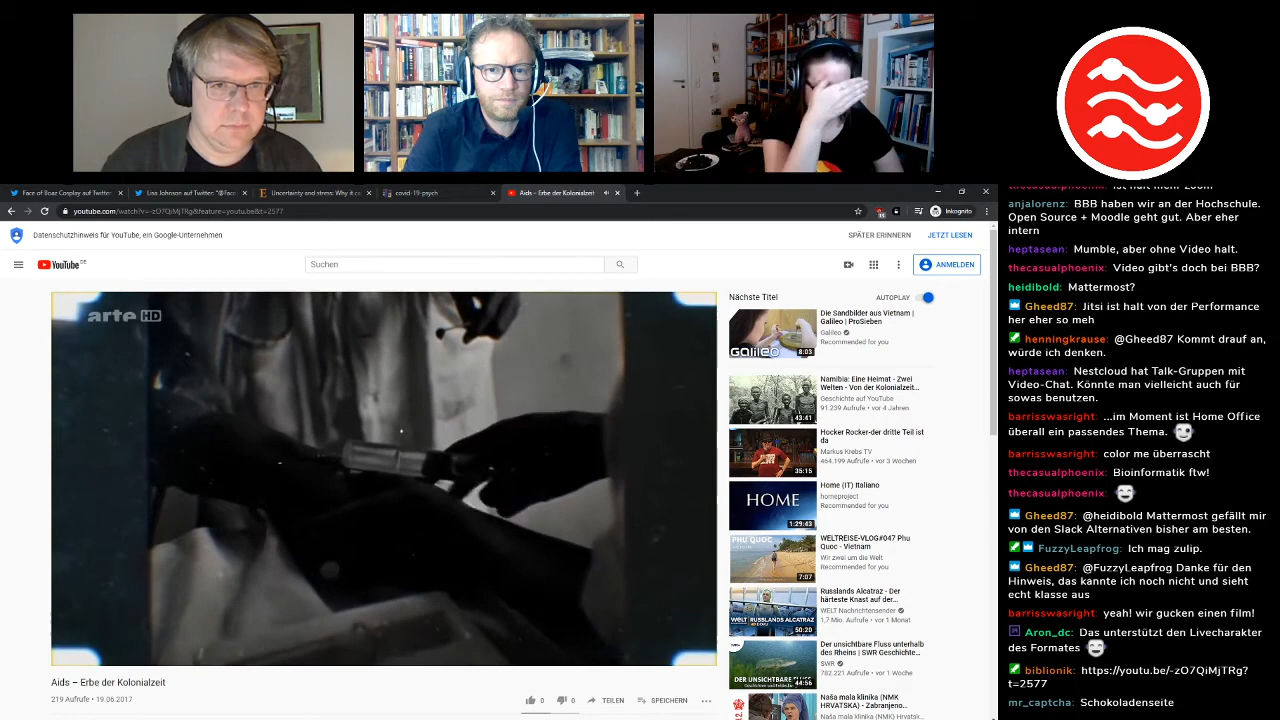 Face of Boaz Cosplay auf Twitter
Lisa Johnson auf Twitter: "@Face
Uncertainty and stress: Why it c
covid-19-psych
Aids – Erbe der Kolonialzeit
youtube.com/watch?v=-zO7QiMjTRg&feature=youtu.be&t=2577
15
Inkognito
Datenschutzhinweis für YouTube, ein Google-Unternehmen
SPÄTER ERINNERN
JETZT LESEN
YouTube DE
Suchen
ANMELDEN
arte HD
Aids – Erbe der Kolonialzeit
219 Aufrufe • 19.06.2017
0
0
TEILEN
SPEICHERN
Nächste Titel
AUTOPLAY
GALILEO
8:03
Die Sandbilder aus Vietnam |
Galileo | ProSieben
Galileo
Recommended for you
43:41
Namibia: Eine Heimat - Zwei
Welten - Von der Kolonialzeit...
Geschichte auf YouTube
91.239 Aufrufe • vor 4 Jahren
35:15
Hocker Rocker-der dritte Teil ist
da
Markus Krebs TV
464.199 Aufrufe • vor 3 Wochen
HOME
1:29:43
Home (IT) Italiano
homeproject
Recommended for you
PHU QUOC
7:07
WELTREISE-VLOG#047 Phu
Quoc - Vietnam
Wir zwei um die Welt
Recommended for you
WELT RUSSLANDS ALCATRAZ
50:20
Russlands Alcatraz - Der
härteste Knast auf der...
WELT Nachrichtensender
1,7 Mio. Aufrufe • vor 1 Monat
DER UNSICHTBARE FLUSS
44:56
Der unsichtbare Fluss unterhalb
des Rheins | SWR Geschichte...
SWR
782.221 Aufrufe • vor 1 Woche
Naša mala klinika (NMK
HRVATSKA) - Zabranjeno...
Naša mala klinika (NMK) Hrvatsk...
thecasualphoenix: ist halt mehr Zoom
anjalorenz: BBB haben wir an der Hochschule.
Open Source + Moodle geht gut. Aber eher
intern
heptasean: Mumble, aber ohne Video halt.
thecasualphoenix: Video gibt's doch bei BBB?
heidibold: Mattermost?
Gheed87: Jitsi ist halt von der Performance
her eher so meh
henningkrause: @Gheed87 Kommt drauf an,
würde ich denken.
heptasean: Nestcloud hat Talk-Gruppen mit
Video-Chat. Könnte man vielleicht auch für
sowas benutzen.
barrisswasright: ...im Moment ist Home Office
überall ein passendes Thema.
barrisswasright: color me überrascht
thecasualphoenix: Bioinformatik ftw!
thecasualphoenix:
Gheed87: @heidibold Mattermost gefällt mir
von den Slack Alternativen bisher am besten.
FuzzyLeapfrog: Ich mag zulip.
Gheed87: @FuzzyLeapfrog Danke für den
Hinweis, das kannte ich noch nicht und sieht
echt klasse aus
barrisswasright: yeah! wir gucken einen film!
Aron_dc: Das unterstützt den Livecharakter
des Formates
biblionik: https://youtu.be/-zO7QiMjTRg?
t=2577
mr_captcha: Schokoladenseite